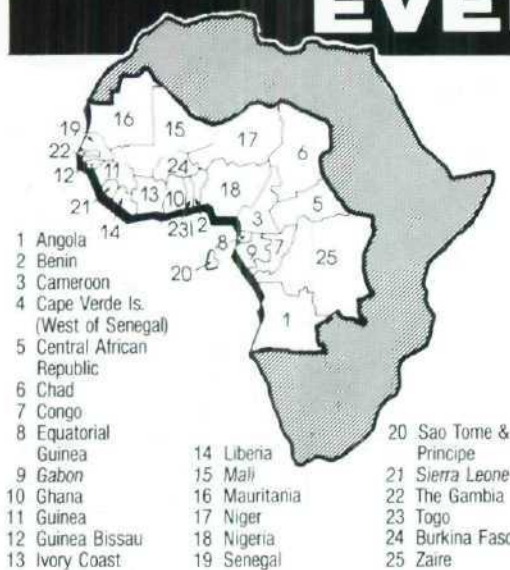 EVE
19
16
15
17
6
22
11
24
18
12
13
10
5
21
14
23
2
3
8
9
7
25
20
1
1 Angola
2 Benin
3 Cameroon
4 Cape Verde Is.
(West of Senegal)
5 Central African
Republic
6 Chad
7 Congo
8 Equatorial
Guinea
9 Gabon
10 Ghana
11 Guinea
12 Guinea Bissau
13 Ivory Coast
14 Liberia
15 Mali
16 Mauritania
17 Niger
18 Nigeria
19 Senegal
20 Sao Tome &
Principe
21 Sierra Leone
22 The Gambia
23 Togo
24 Burkina Faso
25 Zaire